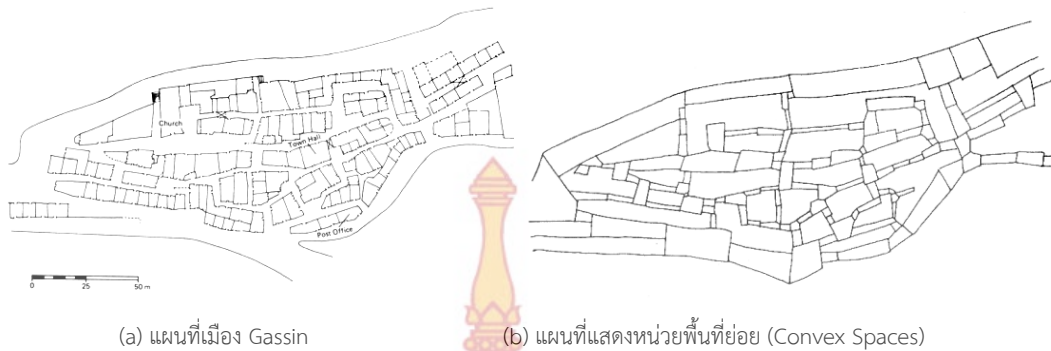 Church
Town Hall
Post Office
0 25 50 m
(a) แผนที่เมือง Gassin
(b) แผนที่แสดงหน่วยพื้นที่ย่อย (Convex Spaces)